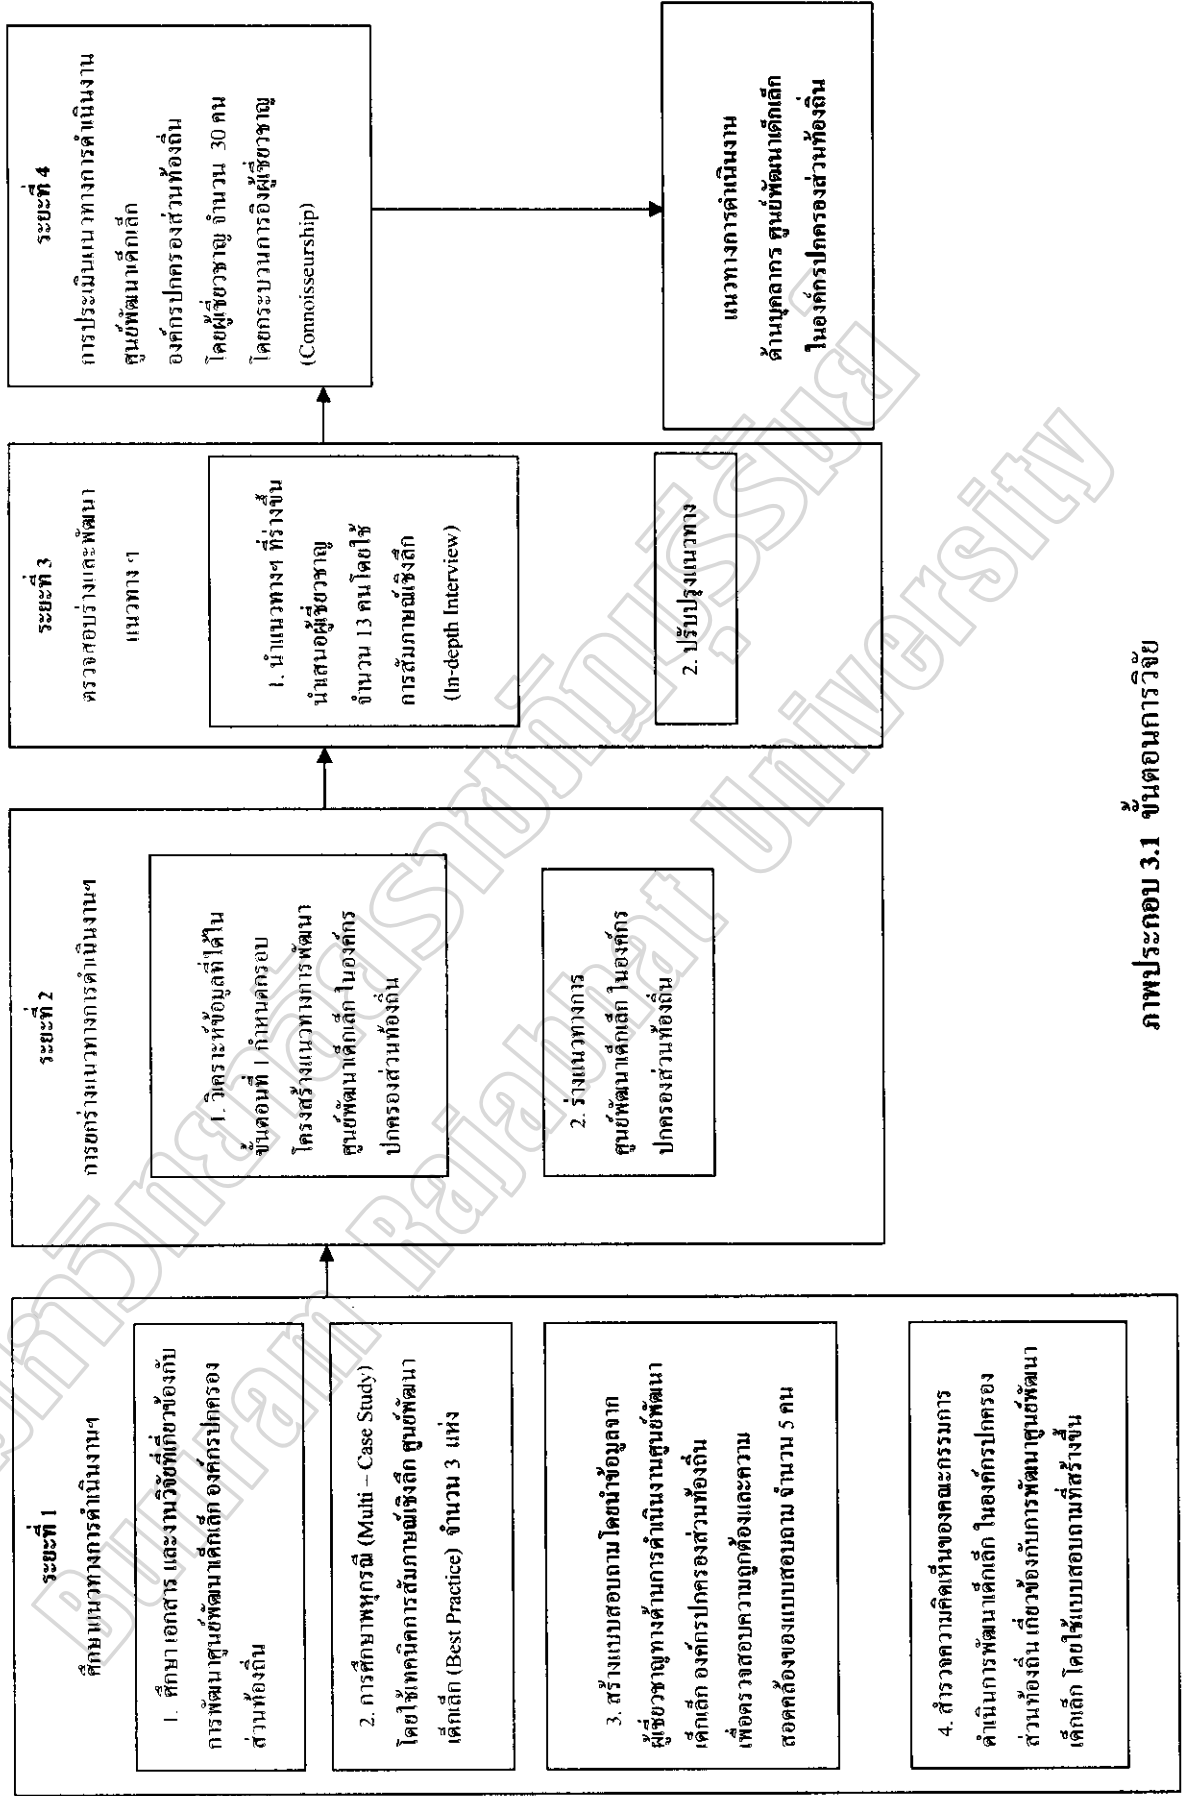 ระยะที่ 1
ศึกษาแนวทางการดำเนินงานฯ
1. ศึกษา เอกสาร และงานวิจัยที่เกี่ยวข้องกับ
การพัฒนาศูนย์พัฒนาเด็กเล็ก องค์กรปกครอง
ส่วนท้องถิ่น
2. การศึกษาพหุกรณี (Multi – Case Study)
โดยใช้เทคนิคการสัมภาษณ์เชิงลึก ศูนย์พัฒนา
เด็กเล็ก (Best Practice) จำนวน 3 แห่ง
3. สร้างแบบสอบถาม โดยนำข้อมูลจาก
ผู้เชี่ยวชาญทางด้านการดำเนินงานศูนย์พัฒนา
เด็กเล็ก องค์กรปกครองส่วนท้องถิ่น
เพื่อตรวจสอบความถูกต้องและความ
สอดคล้องของแบบสอบถาม จำนวน 5 คน
4. สำรวจความคิดเห็นของคณะกรรมการ
ดำเนินการพัฒนาเด็กเล็ก ในองค์กรปกครอง
ส่วนท้องถิ่น เกี่ยวข้องกับการพัฒนาศูนย์พัฒนา
เด็กเล็ก โดยใช้แบบสอบถามที่สร้างขึ้น
ระยะที่ 2
การยกร่างแนวทางการดำเนินงานฯ
1. วิเคราะห์ข้อมูลที่ได้ใน
ขั้นตอนที่ 1 กำหนดกรอบ
โครงสร้างแนวทางการพัฒนา
ศูนย์พัฒนาเด็กเล็ก ในองค์กร
ปกครองส่วนท้องถิ่น
2. ร่างแนวทางการ
ศูนย์พัฒนาเด็กเล็ก ในองค์กร
ปกครองส่วนท้องถิ่น
ระยะที่ 3
ตรวจสอบร่างและพัฒนา
แนวทาง ฯ
1. นำแนวทางฯ ที่ร่างขึ้น
นำเสนอผู้เชี่ยวชาญ
จำนวน 13 คนโดยใช้
การสัมภาษณ์เชิงลึก
(In-depth Interview)
2. ปรับปรุงแนวทาง
ระยะที่ 4
การประเมินแนวทางการดำเนินงาน
ศูนย์พัฒนาเด็กเล็ก
องค์กรปกครองส่วนท้องถิ่น
โดยผู้เชี่ยวชาญ จำนวน 30 คน
โดยกระบวนการอิงผู้เชี่ยวชาญ
(Connoisseurship)
แนวทางการดำเนินงาน
ด้านบุคลากร ศูนย์พัฒนาเด็กเล็ก
ในองค์กรปกครองส่วนท้องถิ่น
ภาพประกอบ 3.1 ขั้นตอนการวิจัย
มหาวิทยาลัยราชภัฏบุรีรัมย์
Buriram Rajabhat University